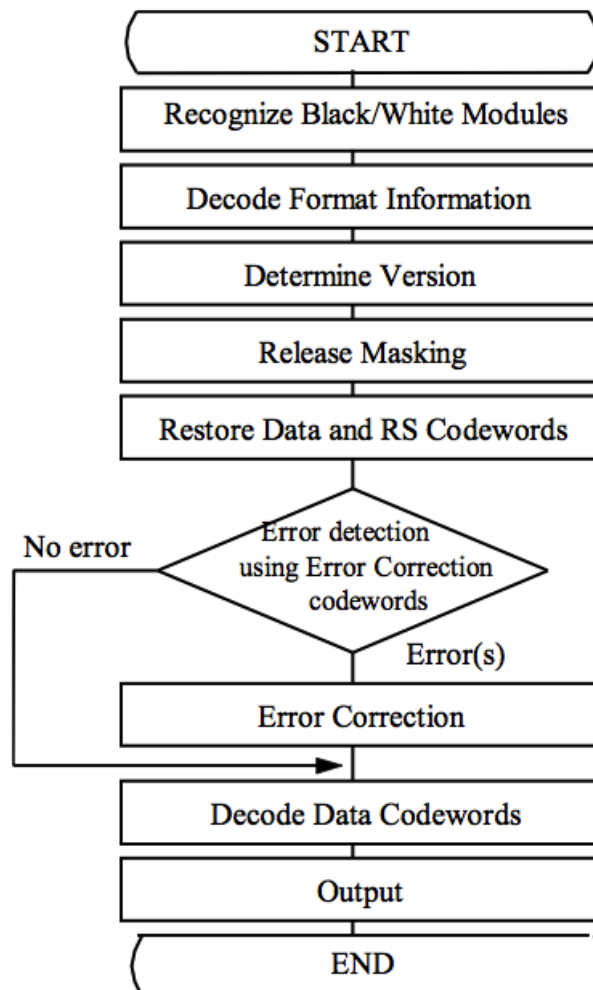 START
Recognize Black/White Modules
Decode Format Information
Determine Version
Release Masking
Restore Data and RS Codewords
No error
Error detection
using Error Correction
codewords
Error(s)
Error Correction
Decode Data Codewords
Output
END